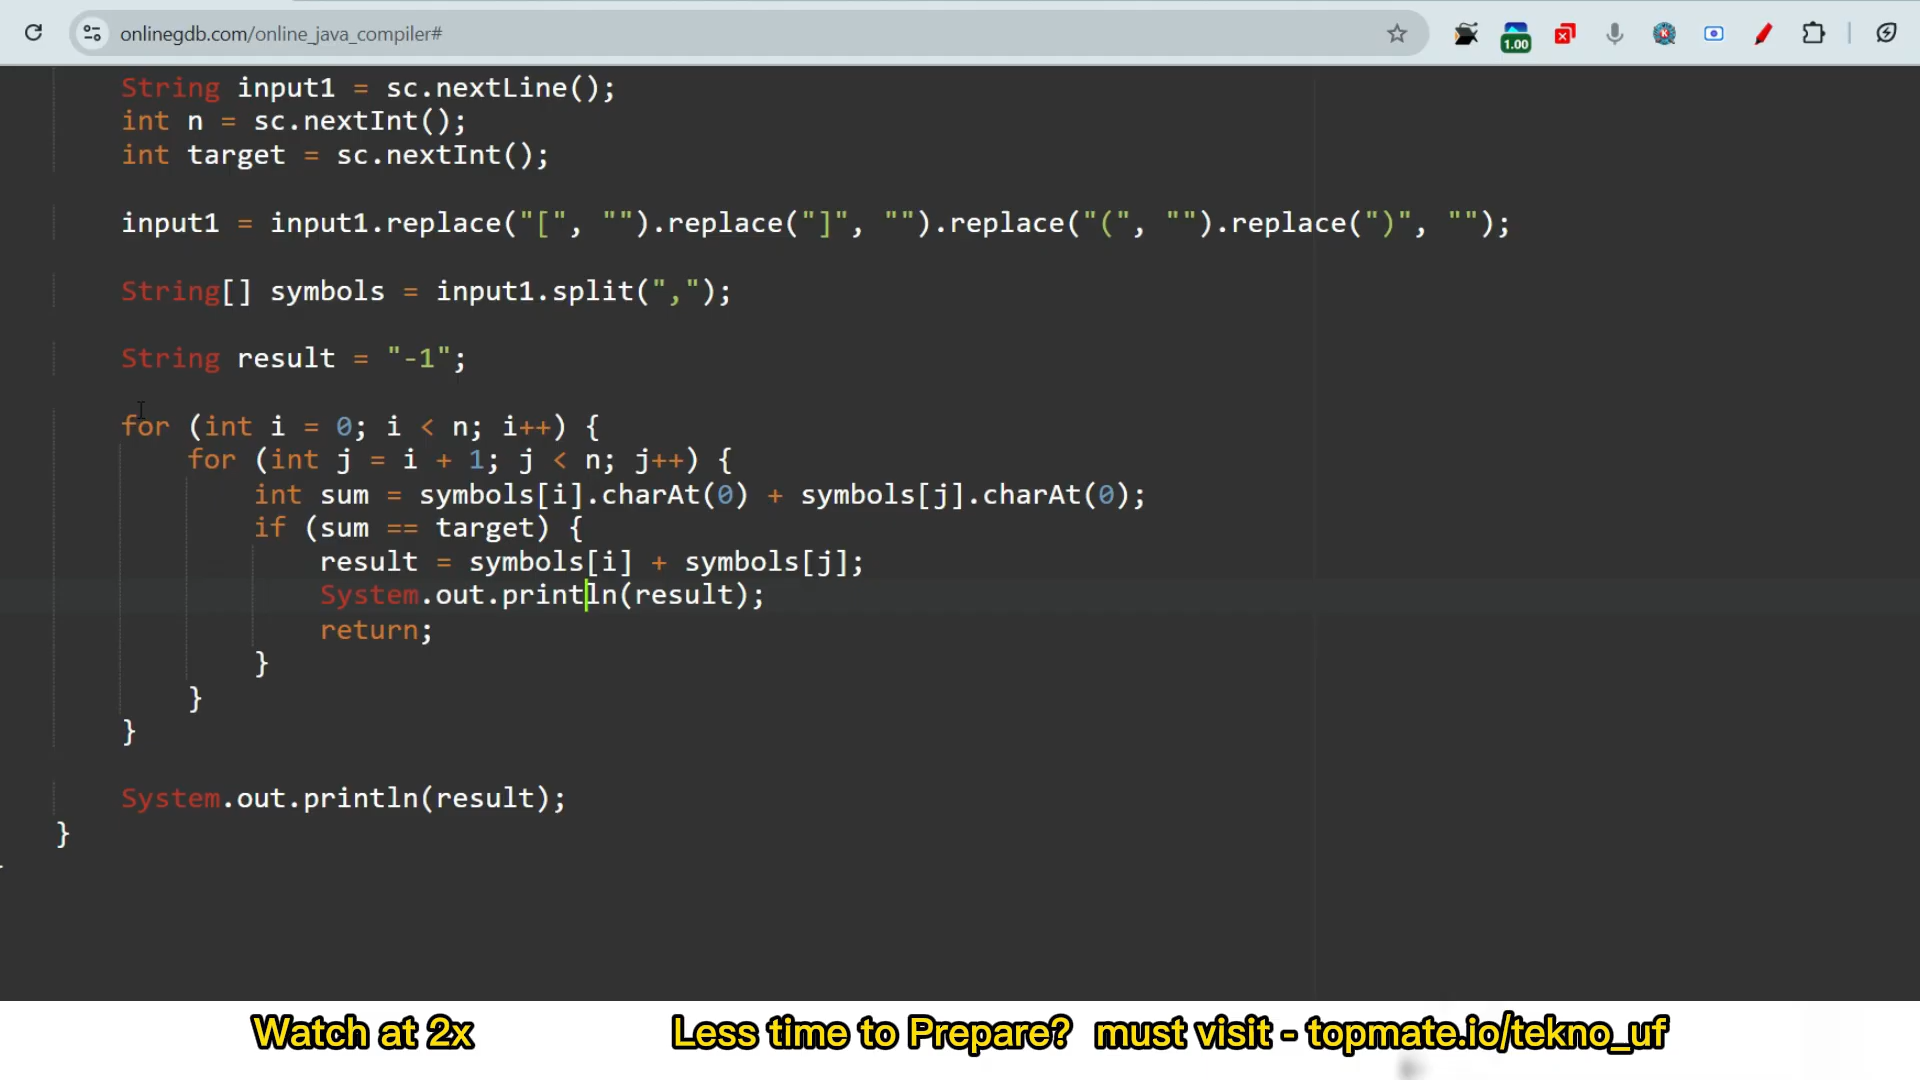 onlinegdb.com/online_java_compiler#
1.00
String input1 = sc.nextLine();
int n = sc.nextInt();
int target = sc.nextInt();
input1 = input1.replace("[", "").replace("]", "").replace("(", "").replace(")", "");
String[] symbols = input1.split(",");
String result = "-1";
for (int i = 0; i < n; i++) {
for (int j = i + 1; j < n; j++) {
int sum = symbols[i].charAt(0) + symbols[j].charAt(0);
if (sum == target) {
result = symbols[i] + symbols[j];
System.out.println(result);
return;
}
}
}
System.out.println(result);
}
Watch at 2x Less time to Prepare? must visit - topmate.io/tekno_uf